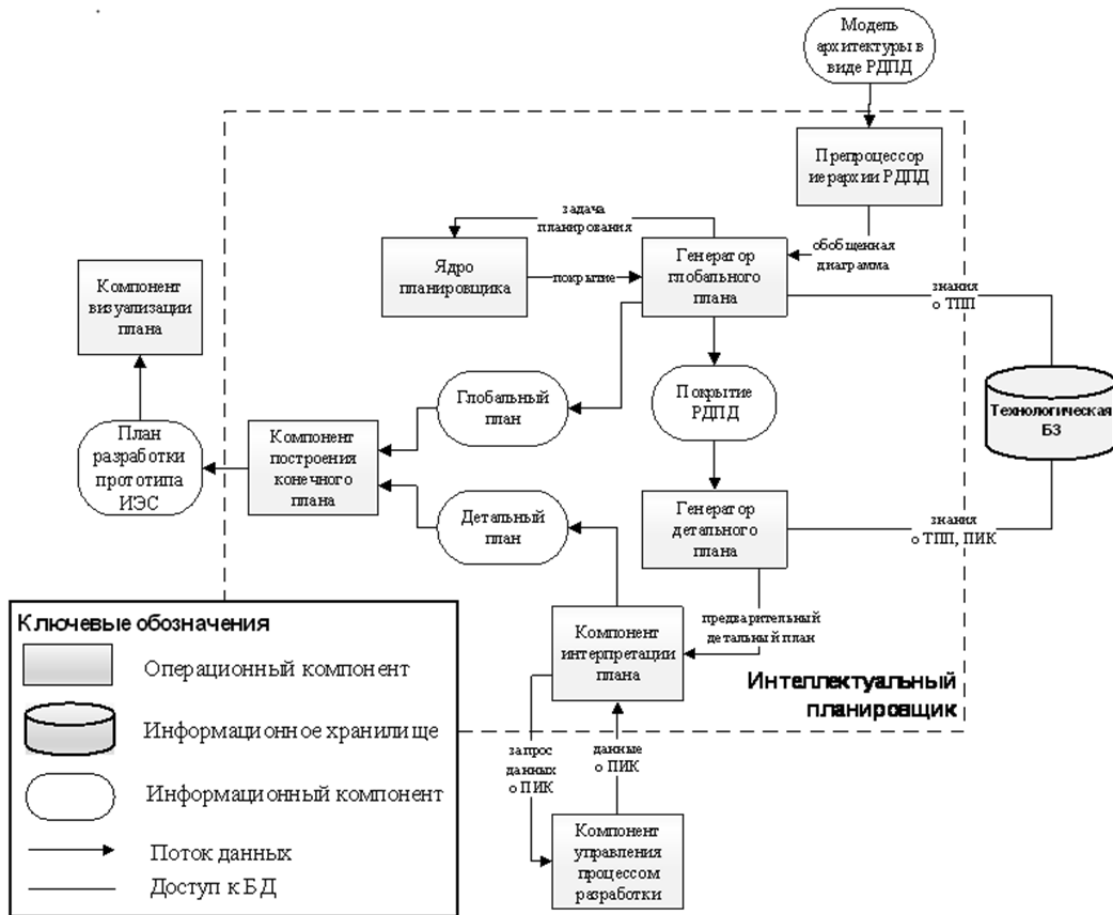 Модель
архитектуры в
виде РДПД
Препроцессор
иерархии РДПД
задача
планирования
обобщенная
диаграмма
Ядро
планировщика
покрытие
Генератор
глобального
плана
знания
о ТПП
Компонент
визуализации
плана
Глобальный
план
Покрытие
РДПД
Технологическая
БЗ
План
разработки
прототипа
ИЭС
Компонент
построения
конечного
плана
Детальный
план
Генератор
детального
плана
знания
о ТПП, ПИК
предварительный
детальный план
Компонент
интерпретации
плана
Интеллектуальный
планировщик
запрос
данных
о ПИК
данные
о ПИК
Компонент
управления
процессом
разработки
Ключевые обозначения
Операционный компонент
Информационное хранилище
Информационный компонент
Поток данных
Доступ к БД